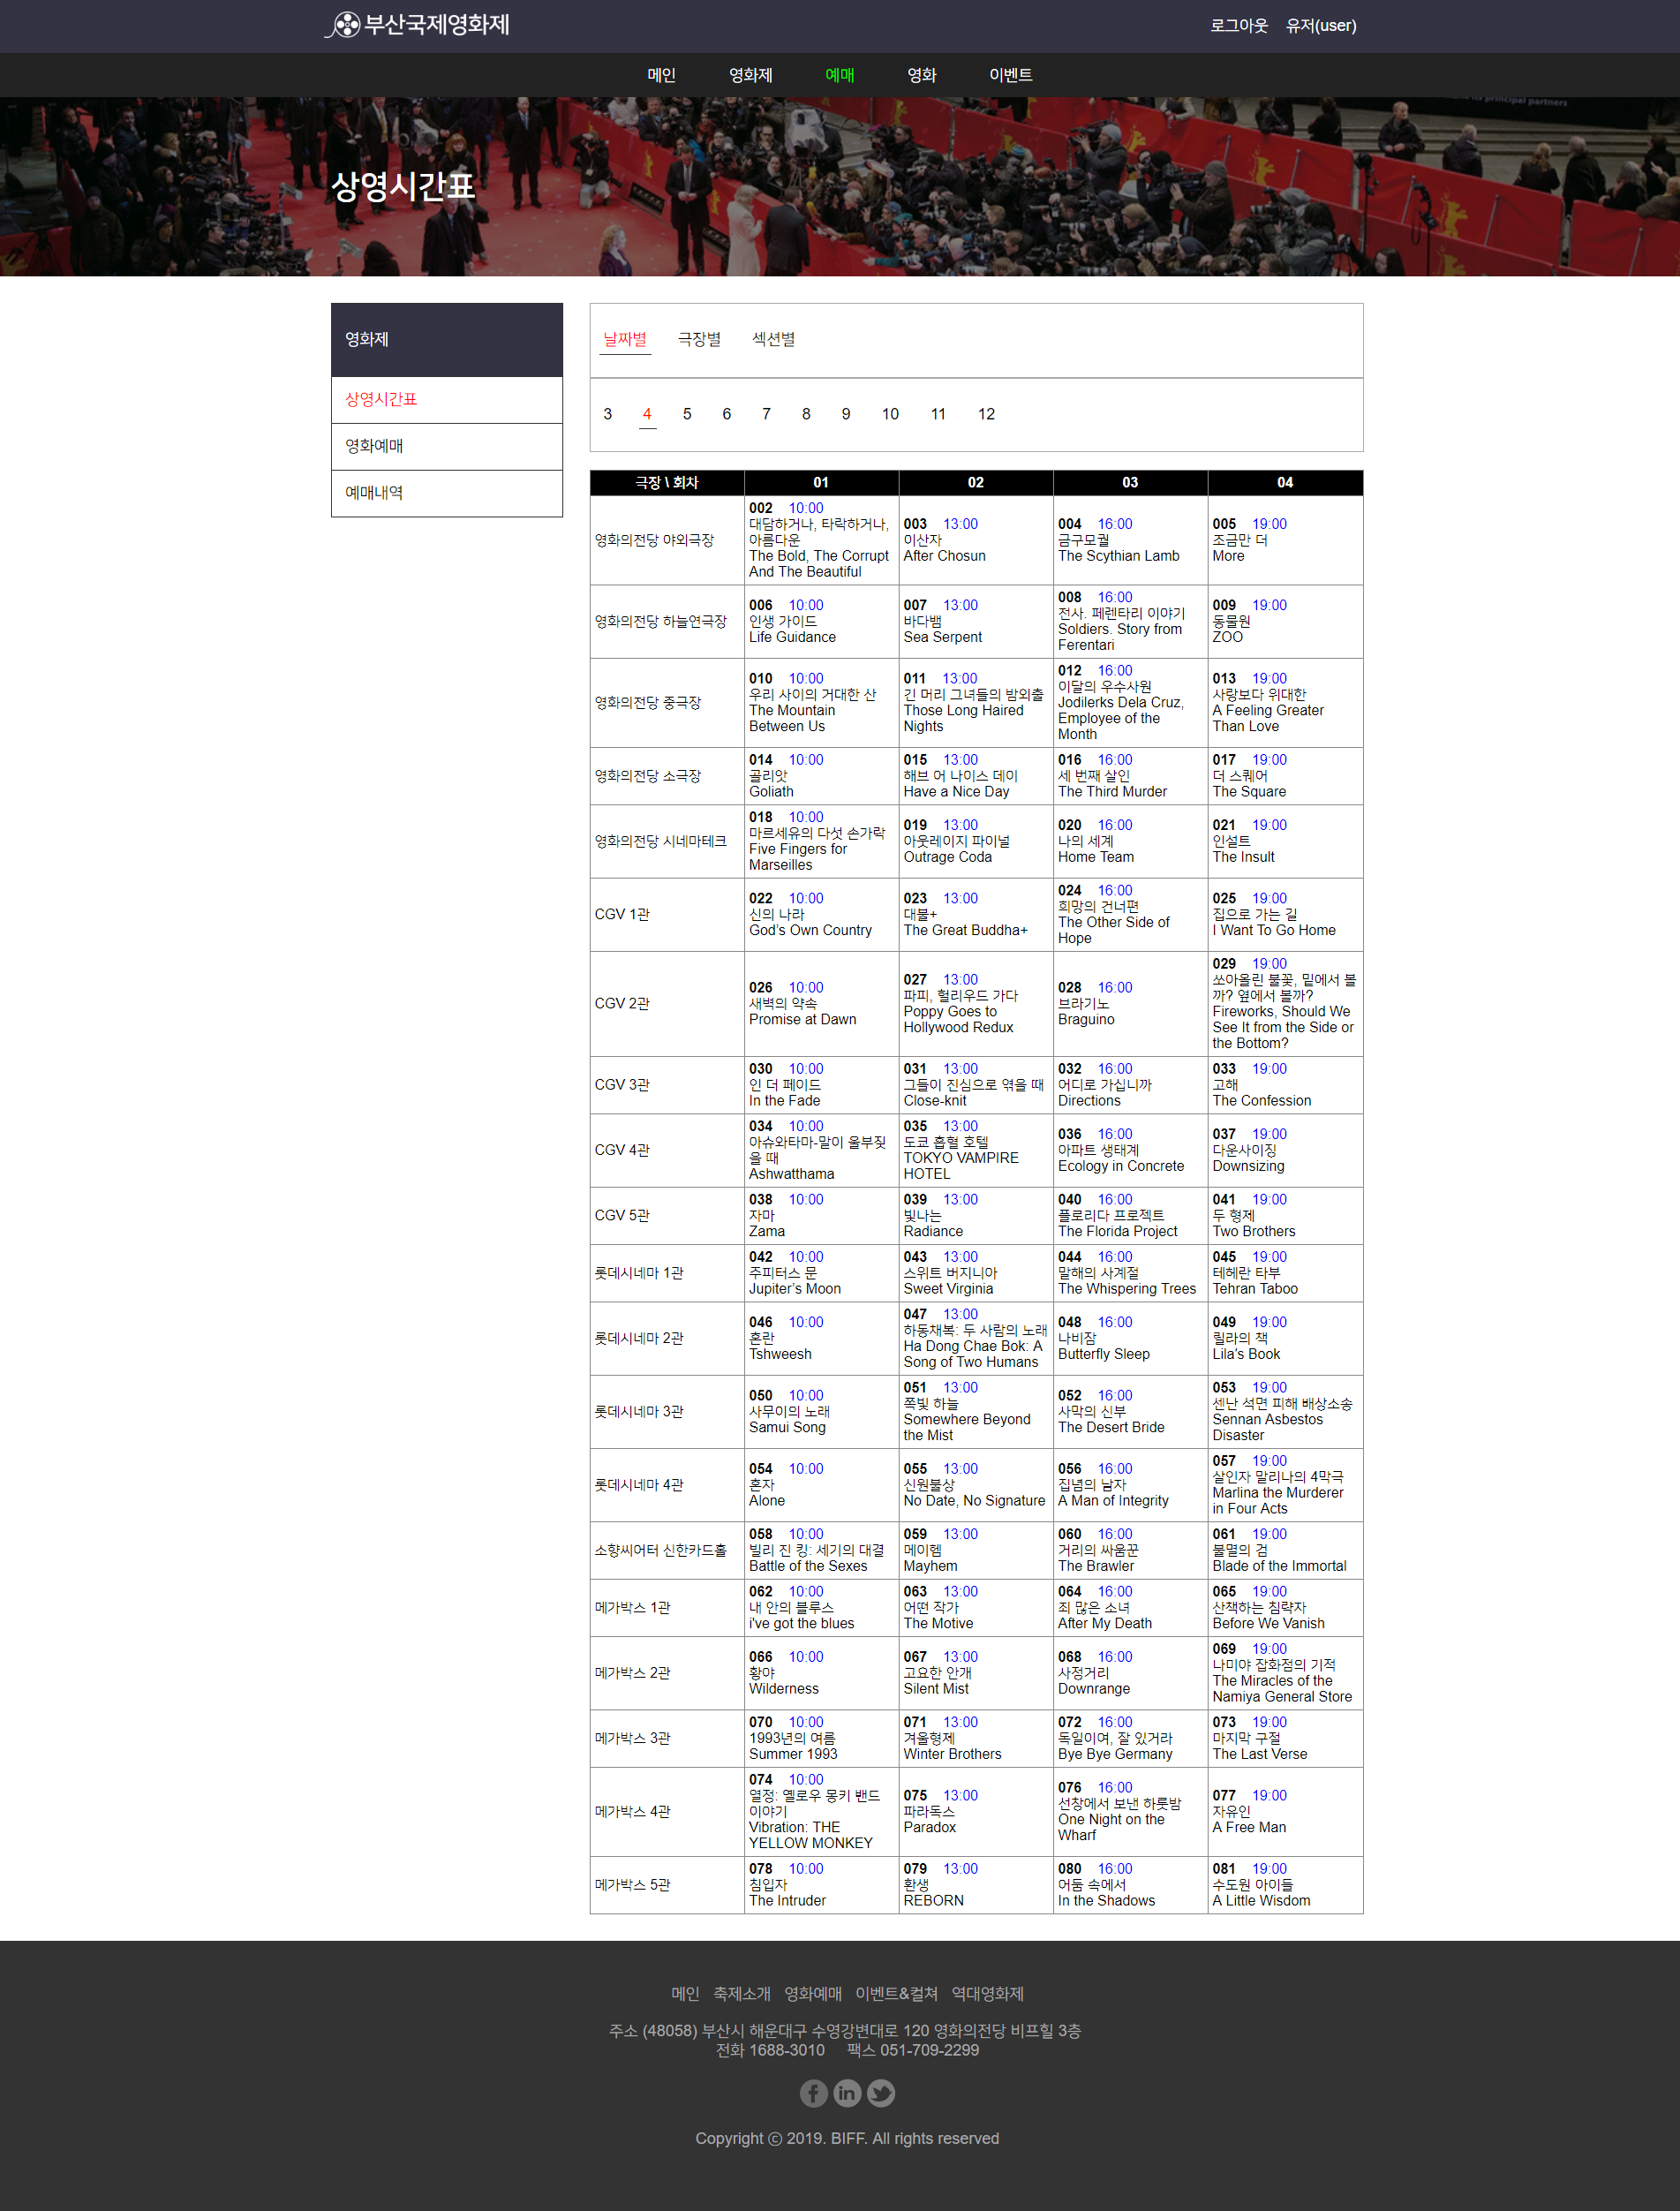 부산국제영화제
로그아웃 유저(user)
메인 영화제 예매 영화 이벤트
principal partners
상영시간표
영화제
상영시간표
영화예매
예매내역
날짜별 극장별 섹션별
3 4 5 6 7 8 9 10 11 12
극장 \ 회차 01 02 03 04
영화의전당 야외극장
002 10:00
대담하거나, 타락하거나,
아름다운
The Bold, The Corrupt
And The Beautiful
003 13:00
이산자
After Chosun
004 16:00
금구모궐
The Scythian Lamb
005 19:00
조금만 더
More
영화의전당 하늘연극장
006 10:00
인생 가이드
Life Guidance
007 13:00
바다뱀
Sea Serpent
008 16:00
전사. 페렌타리 이야기
Soldiers. Story from
Ferentari
009 19:00
동물원
ZOO
영화의전당 중극장
010 10:00
우리 사이의 거대한 산
The Mountain
Between Us
011 13:00
긴 머리 그녀들의 밤외출
Those Long Haired
Nights
012 16:00
이달의 우수사원
Jodilerks Dela Cruz,
Employee of the
Month
013 19:00
사랑보다 위대한
A Feeling Greater
Than Love
영화의전당 소극장
014 10:00
골리앗
Goliath
015 13:00
해브 어 나이스 데이
Have a Nice Day
016 16:00
세 번째 살인
The Third Murder
017 19:00
더 스퀘어
The Square
영화의전당 시네마테크
018 10:00
마르세유의 다섯 손가락
Five Fingers for
Marseilles
019 13:00
아웃레이지 파이널
Outrage Coda
020 16:00
나의 세계
Home Team
021 19:00
인설트
The Insult
CGV 1관
022 10:00
신의 나라
God's Own Country
023 13:00
대불+
The Great Buddha+
024 16:00
희망의 건너편
The Other Side of
Hope
025 19:00
집으로 가는 길
I Want To Go Home
CGV 2관
026 10:00
새벽의 약속
Promise at Dawn
027 13:00
파피, 헐리우드 가다
Poppy Goes to
Hollywood Redux
028 16:00
브라기노
Braguino
029 19:00
쏘아올린 불꽃, 밑에서 볼
까? 옆에서 볼까?
Fireworks, Should We
See It from the Side or
the Bottom?
CGV 3관
030 10:00
인 더 페이드
In the Fade
031 13:00
그들이 진심으로 엮을 때
Close-knit
032 16:00
어디로 가십니까
Directions
033 19:00
고해
The Confession
CGV 4관
034 10:00
아슈와타마-말이 울부짖
을 때
Ashwatthama
035 13:00
도쿄 흡혈 호텔
TOKYO VAMPIRE
HOTEL
036 16:00
아파트 생태계
Ecology in Concrete
037 19:00
다운사이징
Downsizing
CGV 5관
038 10:00
자마
Zama
039 13:00
빛나는
Radiance
040 16:00
플로리다 프로젝트
The Florida Project
041 19:00
두 형제
Two Brothers
롯데시네마 1관
042 10:00
주피터스 문
Jupiter's Moon
043 13:00
스위트 버지니아
Sweet Virginia
044 16:00
말해의 사계절
The Whispering Trees
045 19:00
테헤란 타부
Tehran Taboo
롯데시네마 2관
046 10:00
혼란
Tshweesh
047 13:00
하동채복: 두 사람의 노래
Ha Dong Chae Bok: A
Song of Two Humans
048 16:00
나비잠
Butterfly Sleep
049 19:00
릴라의 책
Lila's Book
롯데시네마 3관
050 10:00
사무이의 노래
Samui Song
051 13:00
쪽빛 하늘
Somewhere Beyond
the Mist
052 16:00
사막의 신부
The Desert Bride
053 19:00
센난 석면 피해 배상소송
Sennan Asbestos
Disaster
롯데시네마 4관
054 10:00
혼자
Alone
055 13:00
신원불상
No Date, No Signature
056 16:00
집념의 남자
A Man of Integrity
057 19:00
살인자 말리나의 4막극
Marlina the Murderer
in Four Acts
소향씨어터 신한카드홀
058 10:00
빌리 진 킹: 세기의 대결
Battle of the Sexes
059 13:00
메이헴
Mayhem
060 16:00
거리의 싸움꾼
The Brawler
061 19:00
불멸의 검
Blade of the Immortal
메가박스 1관
062 10:00
내 안의 블루스
i've got the blues
063 13:00
어떤 작가
The Motive
064 16:00
죄 많은 소녀
After My Death
065 19:00
산책하는 침략자
Before We Vanish
메가박스 2관
066 10:00
황야
Wilderness
067 13:00
고요한 안개
Silent Mist
068 16:00
사정거리
Downrange
069 19:00
나미야 잡화점의 기적
The Miracles of the
Namiya General Store
메가박스 3관
070 10:00
1993년의 여름
Summer 1993
071 13:00
겨울형제
Winter Brothers
072 16:00
독일이여, 잘 있거라
Bye Bye Germany
073 19:00
마지막 구절
The Last Verse
메가박스 4관
074 10:00
열정: 옐로우 몽키 밴드
이야기
Vibration: THE
YELLOW MONKEY
075 13:00
파라독스
Paradox
076 16:00
선창에서 보낸 하룻밤
One Night on the
Wharf
077 19:00
자유인
A Free Man
메가박스 5관
078 10:00
침입자
The Intruder
079 13:00
환생
REBORN
080 16:00
어둠 속에서
In the Shadows
081 19:00
수도원 아이들
A Little Wisdom
메인 축제소개 영화예매 이벤트&컬쳐 역대영화제
주소 (48058) 부산시 해운대구 수영강변대로 120 영화의전당 비프힐 3층
전화 1688-3010 팩스 051-709-2299
Copyright ⓒ 2019. BIFF. All rights reserved